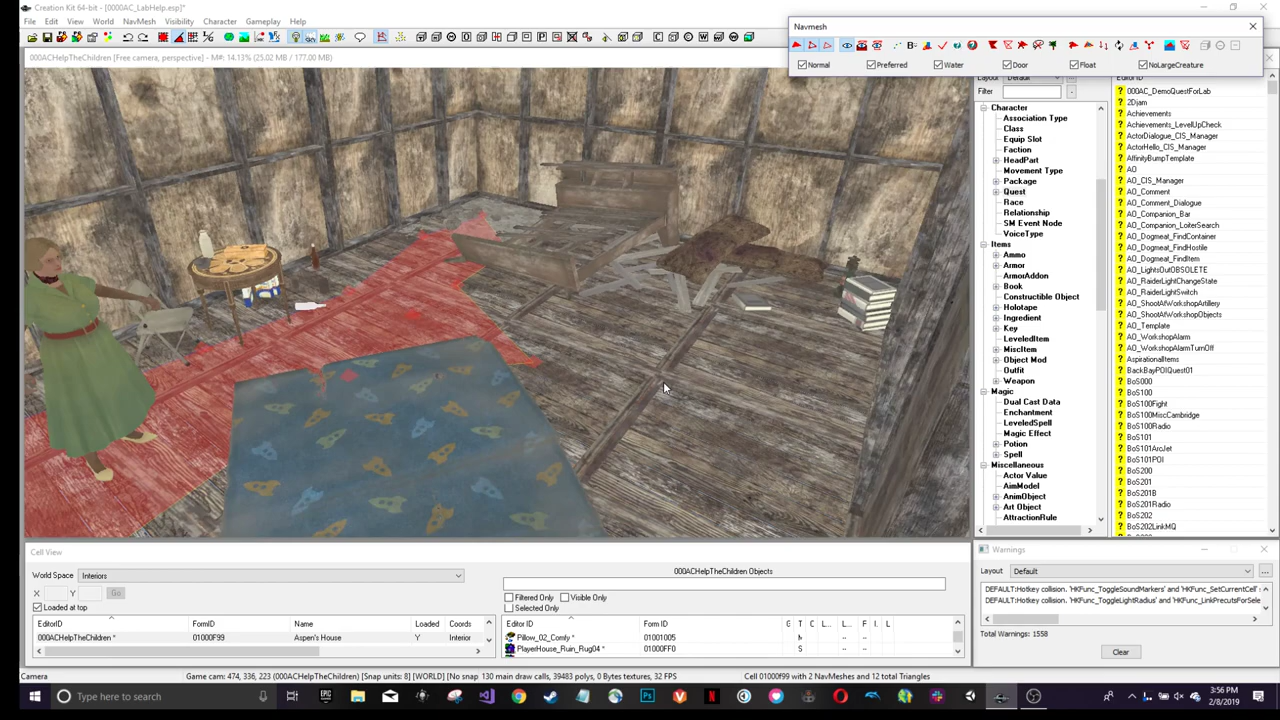 Creation Kit 64-bit - [0000AC_LabHelp.esp]*
File Edit View World NavMesh Visibility Character Gameplay Help
Navmesh
Normal Preferred Water Door Float NoLargeCreature
000ACHelpTheChildren [Free camera, perspective] M#: 14.13% (25.02 MB / 177.00 MB)
Layout Default
Filter
Character
Association Type
Class
Equip Slot
Faction
HeadPart
Movement Type
Package
Quest
Race
Relationship
SM Event Node
VoiceType
Items
Ammo
Armor
ArmorAddon
Book
Constructible Object
Holotape
Ingredient
Key
LeveledItem
MiscItem
Object Mod
Outfit
Weapon
Magic
Dual Cast Data
Enchantment
LeveledSpell
Magic Effect
Potion
Spell
Miscellaneous
Actor Value
AimModel
AnimObject
Art Object
AttractionRule
EditorID
000AC_DemoQuestForLab
2Djam
Achievements
Achievements_LevelUpCheck
ActorDialogue_CIS_Manager
ActorHello_CIS_Manager
AffinityBumpTemplate
AO
AO_CIS_Manager
AO_Comment
AO_Comment_Dialogue
AO_Companion_Bar
AO_Companion_LoiterSearch
AO_Dogmeat_FindContainer
AO_Dogmeat_FindHostile
AO_Dogmeat_FindItem
AO_LightsOutOBSOLETE
AO_RaiderLightChangeState
AO_RaiderLightSwitch
AO_ShootAtWorkshopArtillery
AO_ShootAtWorkshopObjects
AO_Template
AO_WorkshopAlarm
AO_WorkshopAlarmTurnOff
AspirationalItems
BackBayPOIQuest01
BoS000
BoS100
BoS100Fight
BoS100MiscCambridge
BoS100Radio
BoS101
BoS101ArcJet
BoS101POI
BoS200
BoS201
BoS201B
BoS201Radio
BoS202
BoS202LinkMQ
Cell View
World Space Interiors
X Y Go
Loaded at top
EditorID FormID Name Loaded Coords
000ACHelpTheChildren * 01000F99 Aspen's House Y Interior
000ACHelpTheChildren Objects
Filtered Only Visible Only
Selected Only
Editor ID Form ID T C L... L... F. I. L
Pillow_02_Comfy * 01001005 M -- --
PlayerHouse_Ruin_Rug04 * 01000FF0 S -- --
Warnings
Layout Default ...
DEFAULT:Hotkey collision. 'HKFunc_ToggleSoundMarkers' and 'HKFunc_SetCurrentCell'
DEFAULT:Hotkey collision. 'HKFunc_ToggleLightRadius' and 'HKFunc_LinkPrecutsForSele
Total Warnings: 1558
Clear
Camera Game cam: 474, 336, 223 [Snap units: 8] [WORLD] [No snap 130 main draw calls, 39483 polys, 0 Bytes textures, 32 FPS Cell 01000f99 with 2 NavMeshes and 12 total Triangles
Type here to search
3:56 PM
2/8/2019